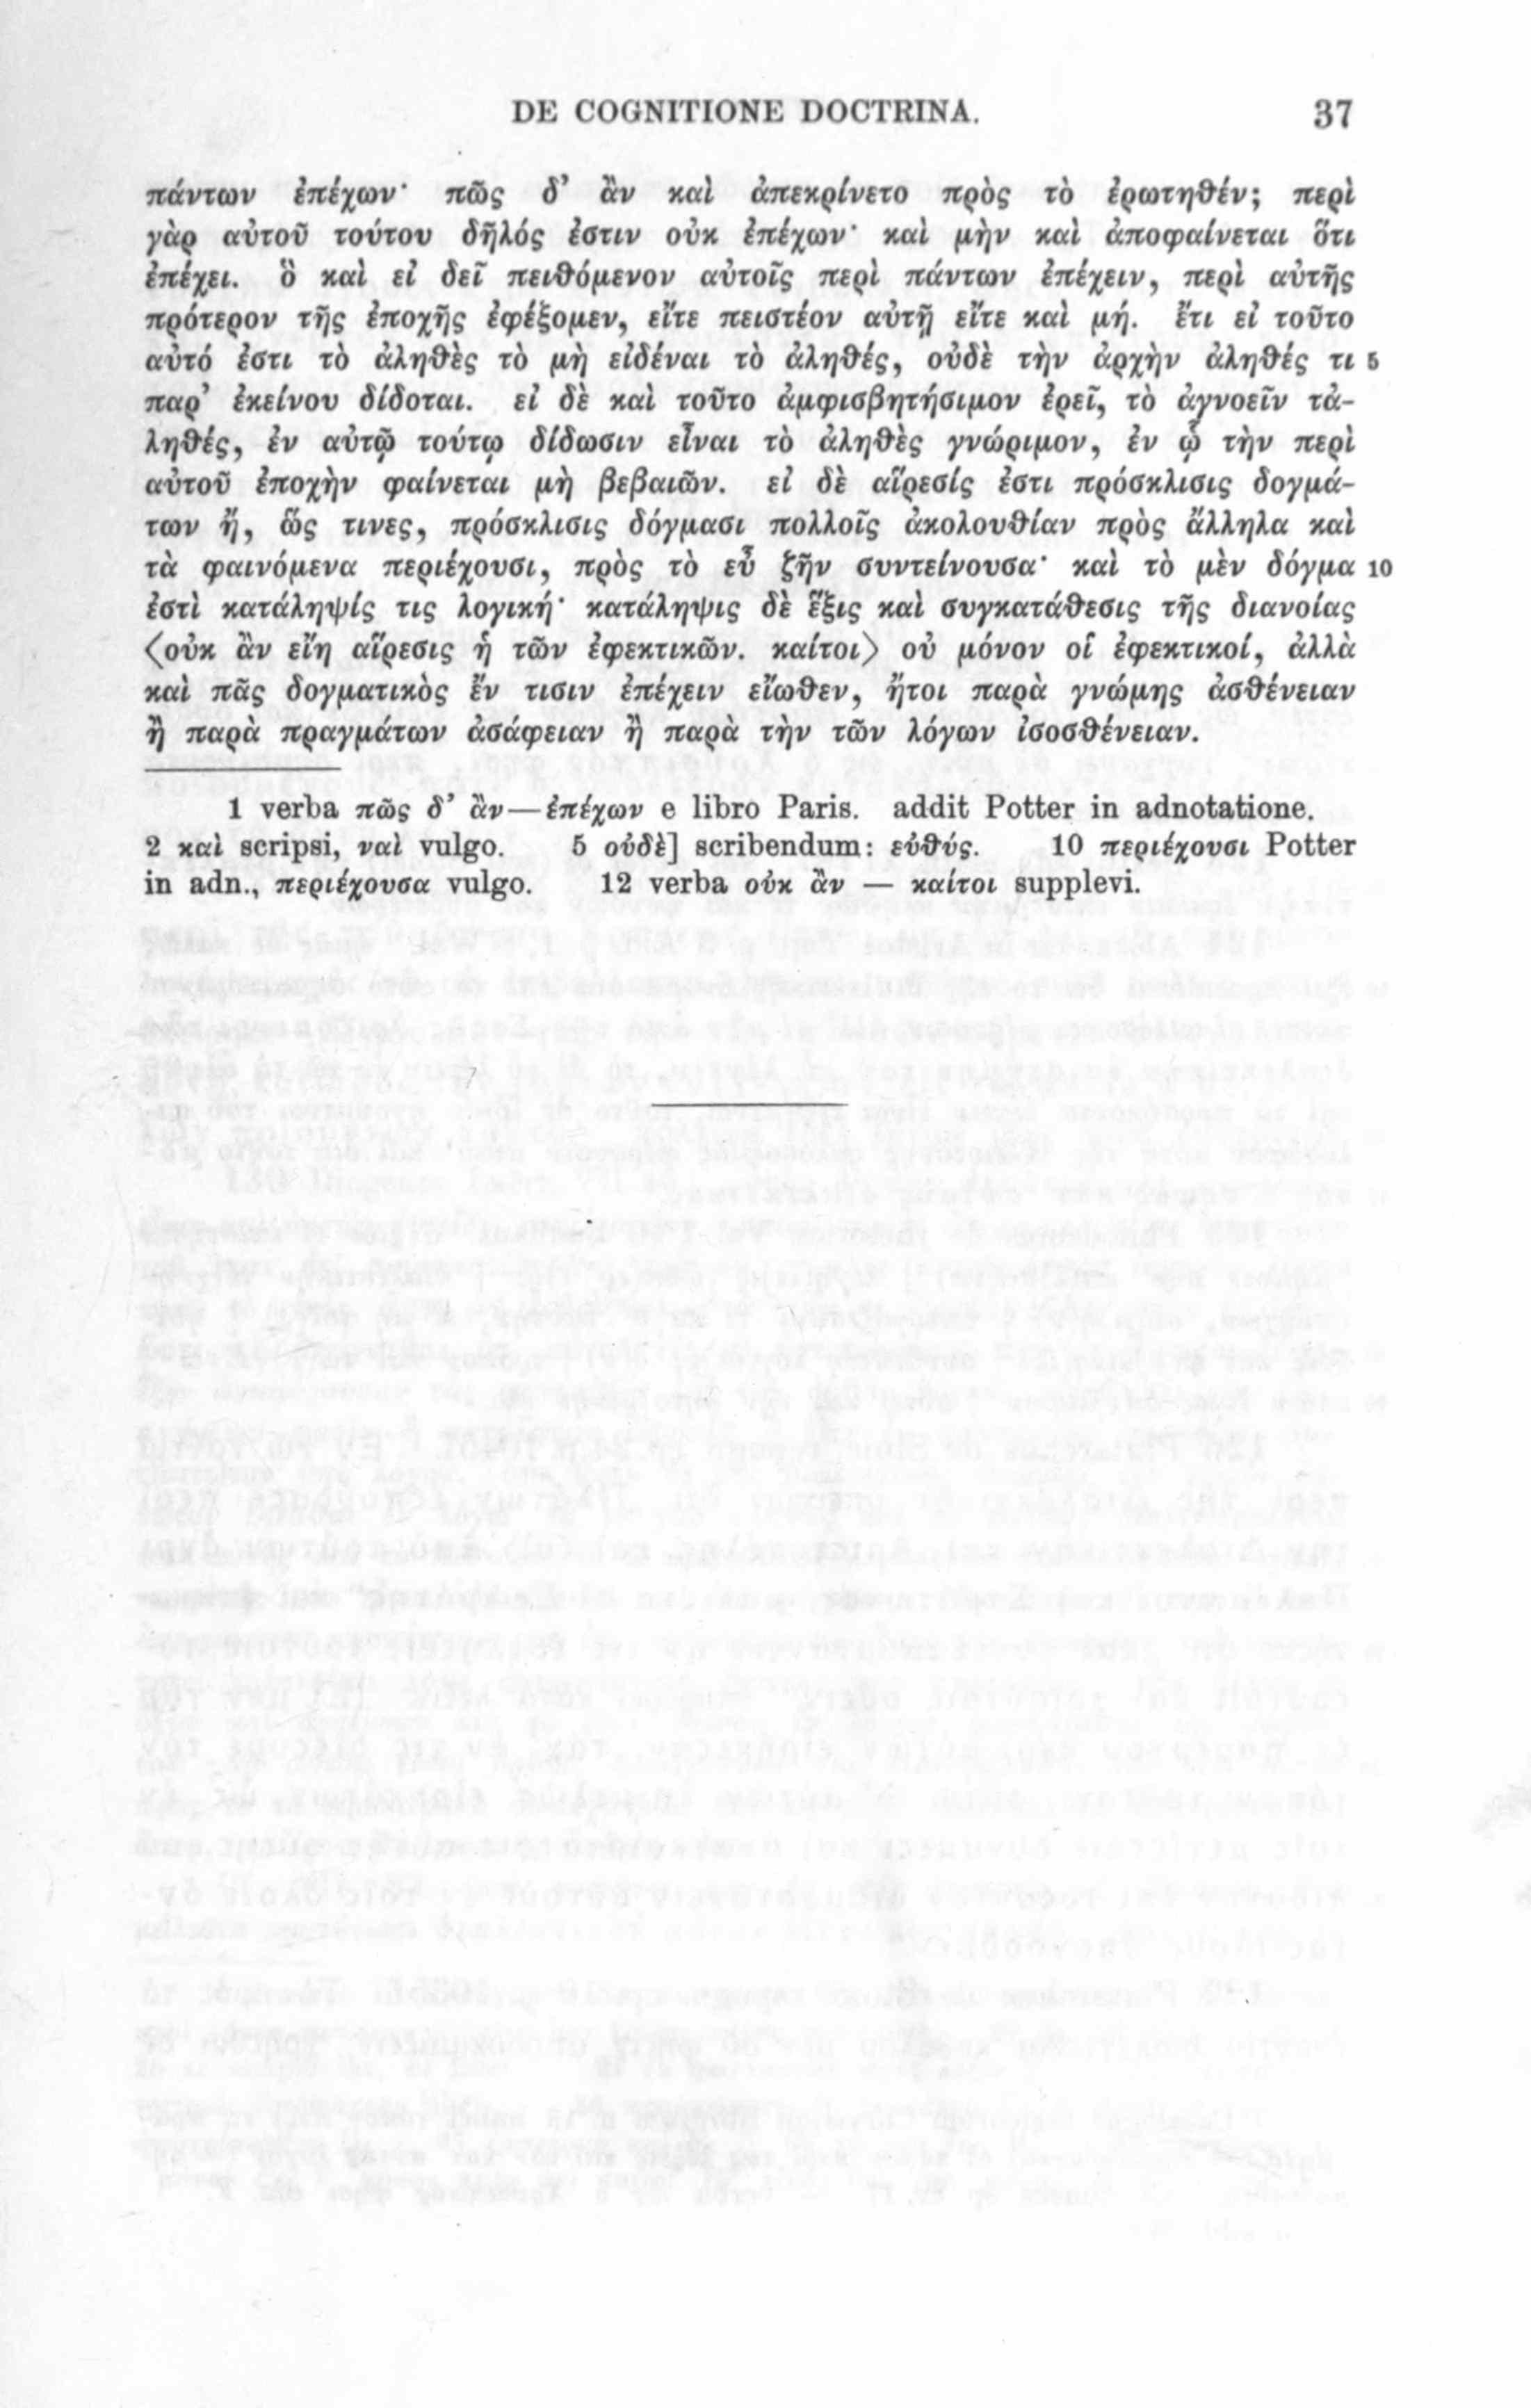 DE COGNITIONE DOCTRINA. 37
πάντων ἐπέχων· πῶς δ’ ἂν καὶ ἀπεκρίνετο πρὸς τὸ ἐρωτηθέν; περὶ
γὰρ αὐτοῦ τούτου δῆλός ἐστιν οὐκ ἐπέχων· καὶ μὴν καὶ ἀποφαίνεται ὅτι
ἐπέχει. ὃ καὶ εἰ δεῖ πειθόμενον αὐτοῖς περὶ πάντων ἐπέχειν, περὶ αὐτῆς
πρότερον τῆς ἐποχῆς ἐφέξομεν, εἴτε πειστέον αὐτῇ εἴτε καὶ μή. ἔτι εἰ τοῦτο
αὐτό ἐστι τὸ ἀληθὲς τὸ μὴ εἰδέναι τὸ ἀληθές, οὐδὲ τὴν ἀρχὴν ἀληθές τι 5
παρ’ ἐκείνου δίδοται. εἰ δὲ καὶ τοῦτο ἀμφισβητήσιμον ἐρεῖ, τὸ ἀγνοεῖν τἀ-
ληθές, ἐν αὐτῷ τούτῳ δίδωσιν εἶναι τὸ ἀληθὲς γνώριμον, ἐν ᾧ τὴν περὶ
αὐτοῦ ἐποχὴν φαίνεται μὴ βεβαιῶν. εἰ δὲ αἵρεσίς ἐστι πρόσκλισις δογμά-
των ἤ, ὥς τινες, πρόσκλισις δόγμασι πολλοῖς ἀκολουθίαν πρὸς ἄλληλα καὶ
τὰ φαινόμενα περιέχουσι, πρὸς τὸ εὖ ζῆν συντείνουσα· καὶ τὸ μὲν δόγμα 10
ἐστὶ κατάληψίς τις λογική· κατάληψις δὲ ἕξις καὶ συγκατάθεσις τῆς διανοίας
〈οὐκ ἂν εἴη αἵρεσις ἡ τῶν ἐφεκτικῶν. καίτοι〉 οὐ μόνον οἱ ἐφεκτικοί, ἀλλὰ
καὶ πᾶς δογματικὸς ἔν τισιν ἐπέχειν εἴωθεν, ἤτοι παρὰ γνώμης ἀσθένειαν
ἢ παρὰ πραγμάτων ἀσάφειαν ἢ παρὰ τὴν τῶν λόγων ἰσοσθένειαν.
1 verba πῶς δ’ ἂν—ἐπέχων e libro Paris. addit Potter in adnotatione.
2 καὶ scripsi, ναὶ vulgo. 5 οὐδὲ] scribendum: εὐθύς. 10 περιέχουσι Potter
in adn., περιέχουσα vulgo. 12 verba οὐκ ἂν — καίτοι supplevi.